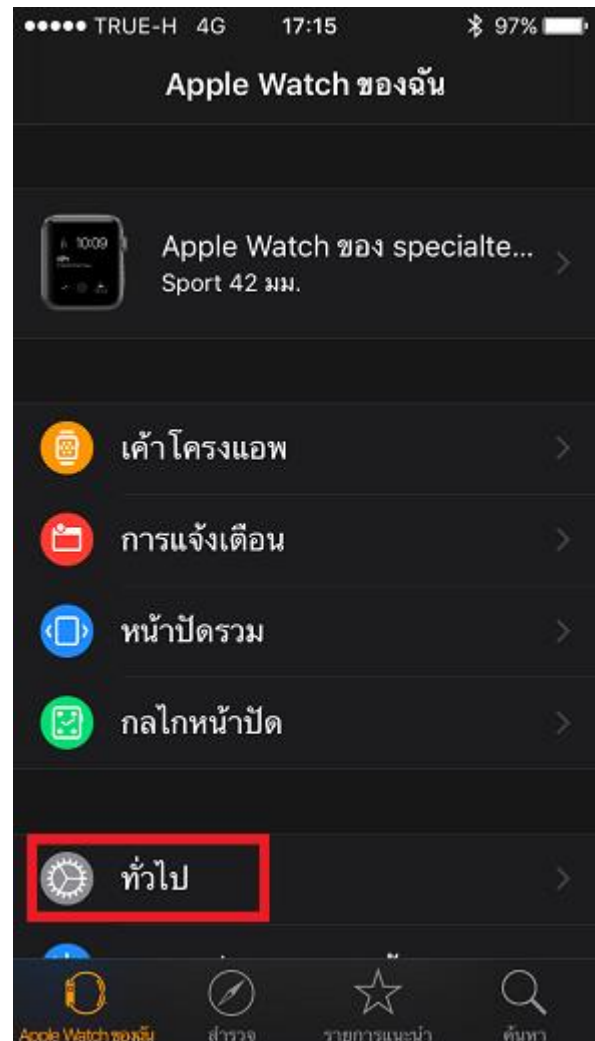 TRUE-H 4G 17:15 97%
Apple Watch ของฉัน
10:09
Apple Watch ของ specialte...
Sport 42 มม.
เค้าโครงแอพ
การแจ้งเตือน
หน้าปัดรวม
กลไกหน้าปัด
ทั่วไป
Apple Watch ของฉัน สำรวจ รายการแนะนำ ค้นหา